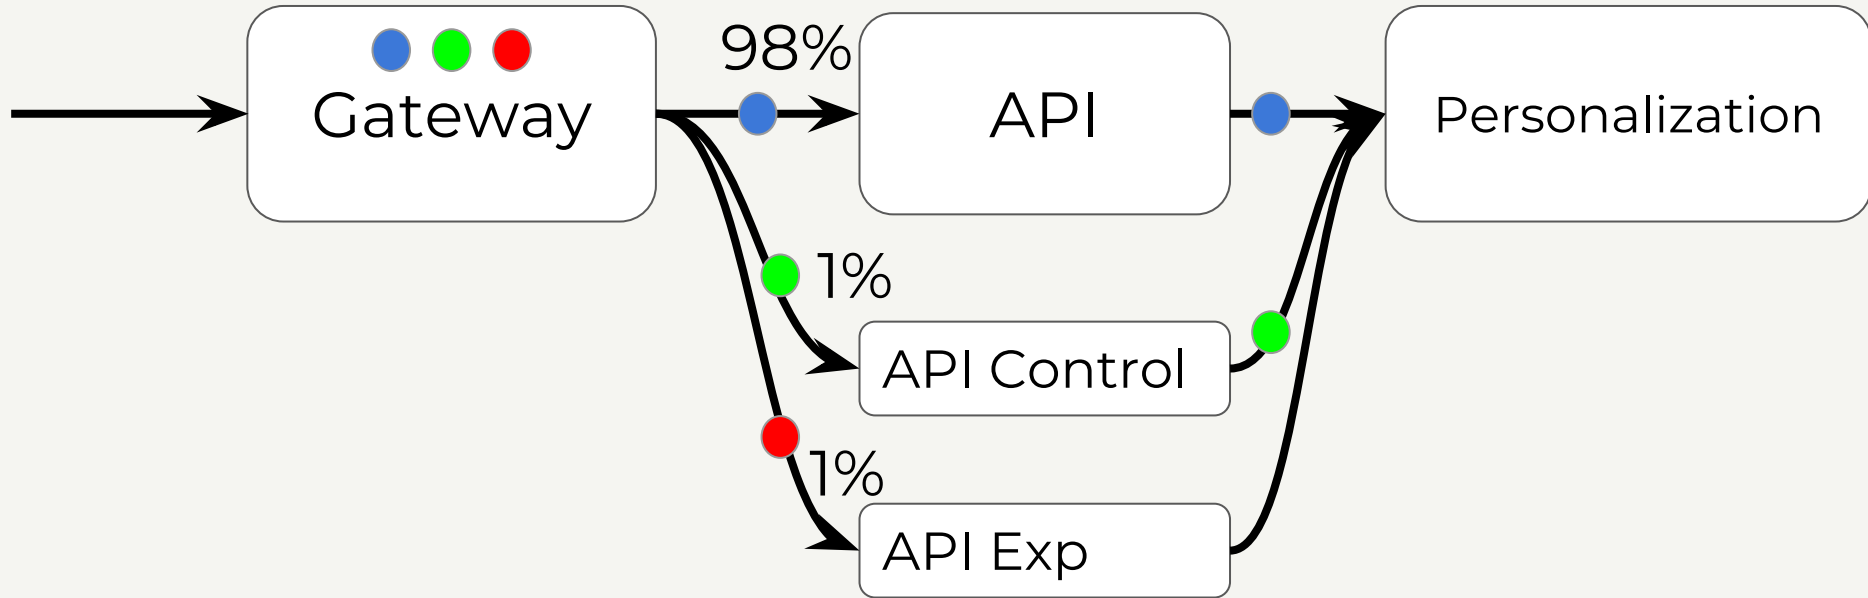 Gateway
98%
API
Personalization
1%
API Control
1%
API Exp